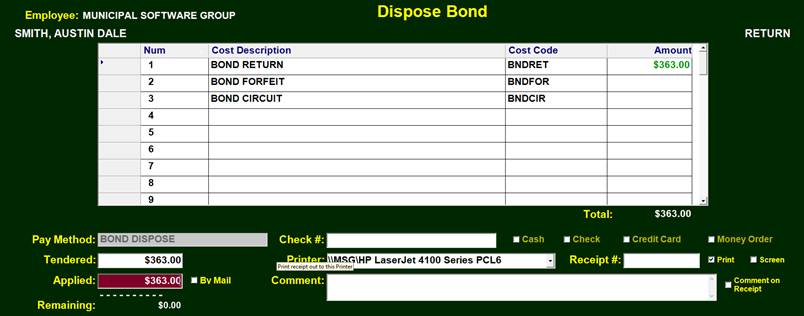 Dispose Bond
Employee: MUNICIPAL SOFTWARE GROUP
SMITH, AUSTIN DALE RETURN
Num Cost Description Cost Code Amount
1 BOND RETURN BNDRET $363.00
2 BOND FORFEIT BNDFOR
3 BOND CIRCUIT BNDCIR
4
5
6
7
8
9
Total: $363.00
Pay Method: BOND DISPOSE Check #: Cash Check Credit Card Money Order
Tendered: $363.00 Printer: \\MSG\HP LaserJet 4100 Series PCL6 Receipt #: Print Screen
Print receipt out to this Printer
Applied: $363.00 By Mail Comment: Comment on
Receipt
Remaining: $0.00